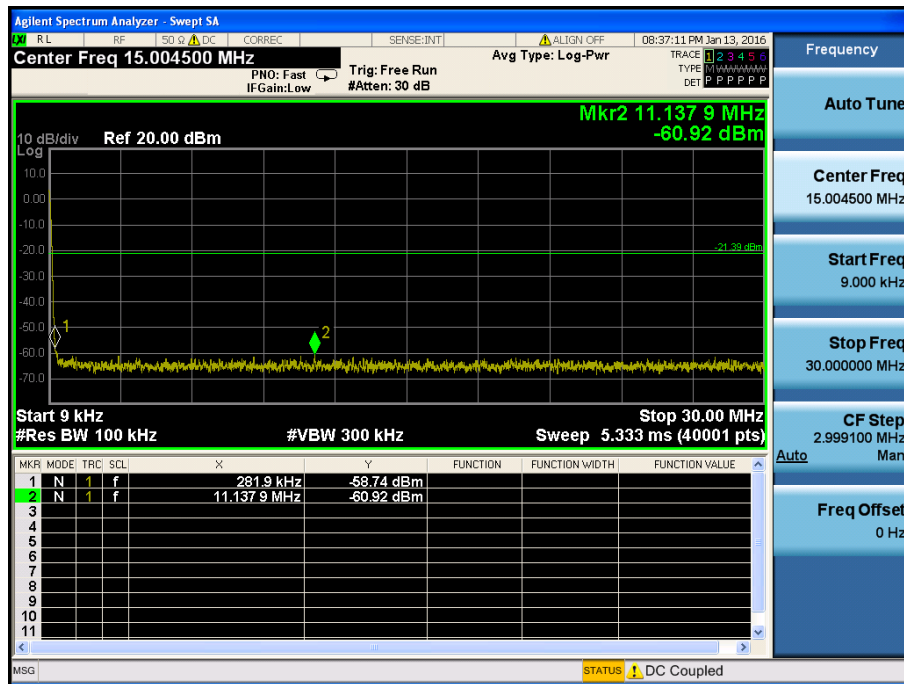 Agilent Spectrum Analyzer - Swept SA
LXI RL RF 50 Ω DC CORREC SENSE:INT ALIGN OFF 08:37:11 PM Jan 13, 2016
Center Freq 15.004500 MHz
PNO: Fast
IFGain:Low
Trig: Free Run
#Atten: 30 dB
Avg Type: Log-Pwr
TRACE 1 2 3 4 5 6
TYPE M W W W W W
DET P P P P P P
Mkr2 11.137 9 MHz
-60.92 dBm
10 dB/div
Log
Ref 20.00 dBm
10.0
0.00
-10.0
-20.0
-21.39 dBm
-30.0
-40.0
-50.0
1
2
-60.0
-70.0
Start 9 kHz
Stop 30.00 MHz
#Res BW 100 kHz
#VBW 300 kHz
Sweep 5.333 ms (40001 pts)
MKR MODE TRC SCL X Y FUNCTION FUNCTION WIDTH FUNCTION VALUE
1 N 1 f 281.9 kHz -58.74 dBm
2 N 1 f 11.137 9 MHz -60.92 dBm
3
4
5
6
7
8
9
10
11
MSG
STATUS
DC Coupled
Frequency
Auto Tune
Center Freq
15.004500 MHz
Start Freq
9.000 kHz
Stop Freq
30.000000 MHz
CF Step
2.999100 MHz
Auto Man
Freq Offset
0 Hz